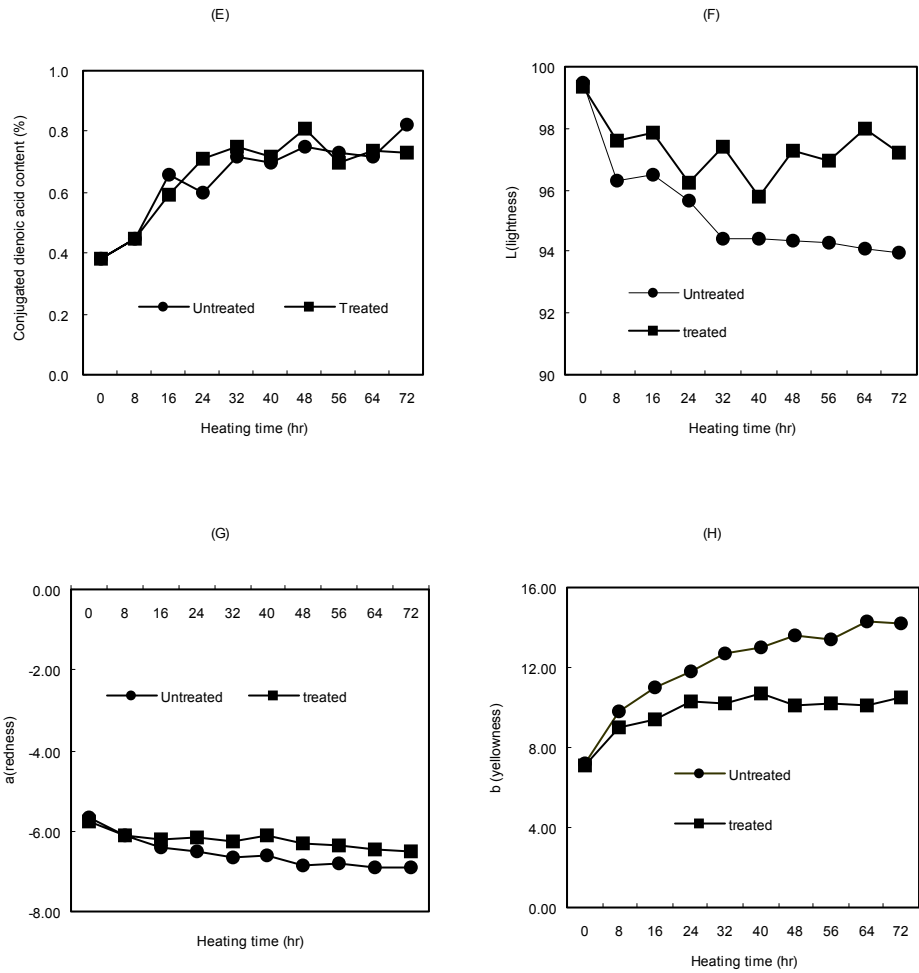 (E)
Conjugated dienoic acid content (%)
1.0
0.8
0.6
0.4
0.2
0.0
Untreated Treated
0 8 16 24 32 40 48 56 64 72
Heating time (hr)
(F)
L(lightness)
100
98
96
94
92
90
Untreated
treated
0 8 16 24 32 40 48 56 64 72
Heating time (hr)
(G)
a(redness)
0.00
-2.00
-4.00
-6.00
-8.00
0 8 16 24 32 40 48 56 64 72
Untreated treated
Heating time (hr)
(H)
b (yellowness)
16.00
12.00
8.00
4.00
0.00
Untreated
treated
0 8 16 24 32 40 48 56 64 72
Heating time (hr)